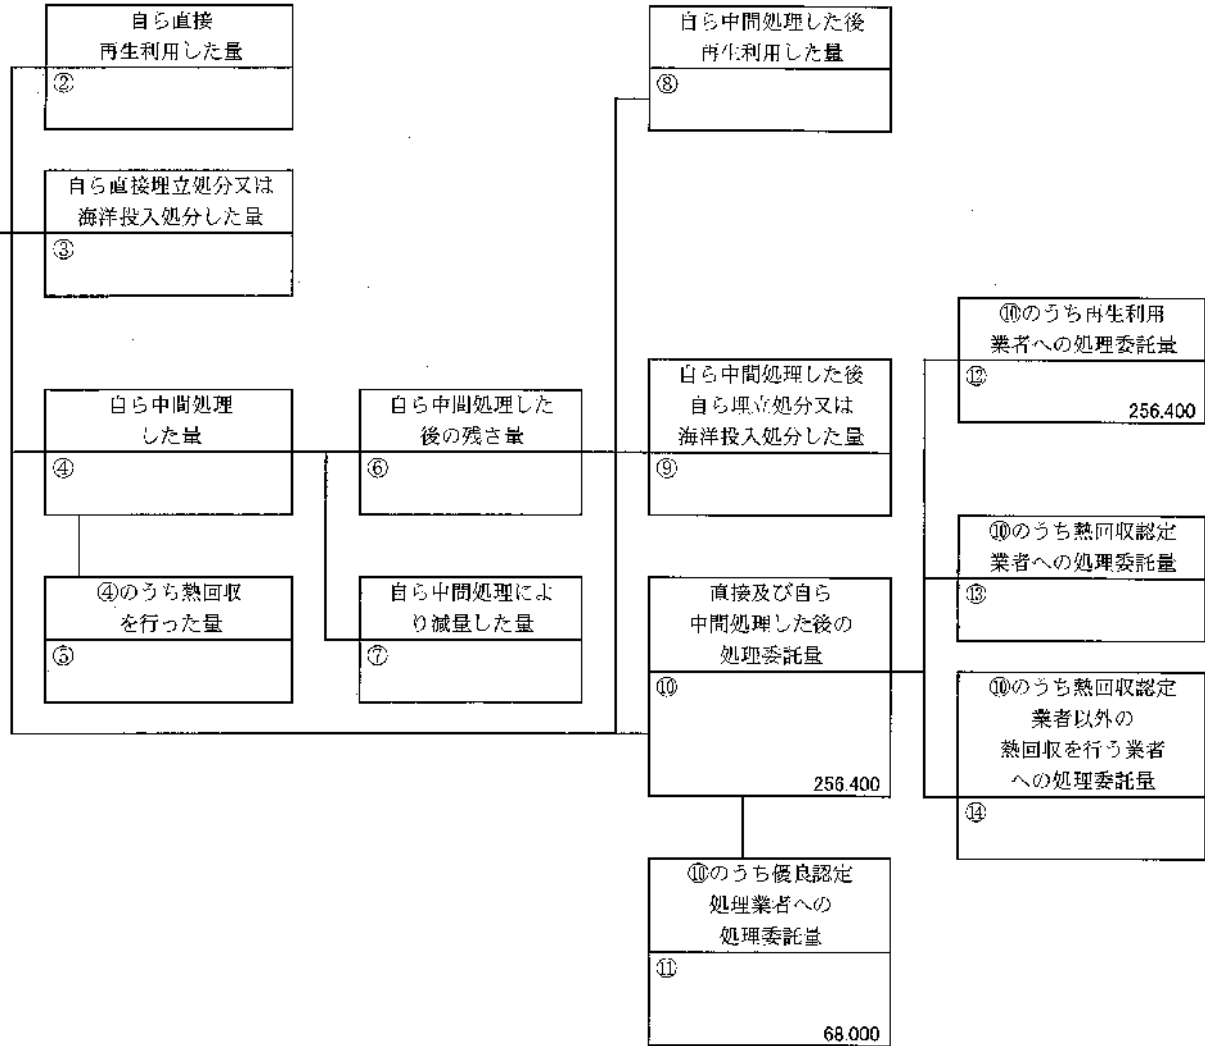 自ら直接
再生利用した量
②
自ら中間処理した後
再生利用した量
⑧
自ら直接埋立処分又は
海洋投入処分した量
③
⑩のうち再生利用
業者への処理委託量
⑫
256.400
自ら中間処理
した量
④
自ら中間処理した
後の残さ量
⑥
自ら中間処理した後
自ら埋立処分又は
海洋投入処分した量
⑨
⑩のうち熱回収認定
業者への処理委託量
⑬
④のうち熱回収
を行った量
⑤
自ら中間処理によ
り減量した量
⑦
直接及び自ら
中間処理した後の
処理委託量
⑩
256.400
⑩のうち熱回収認定
業者以外の
熱回収を行う業者
への処理委託量
⑭
⑩のうち優良認定
処理業者への
処理委託量
⑪
68.000